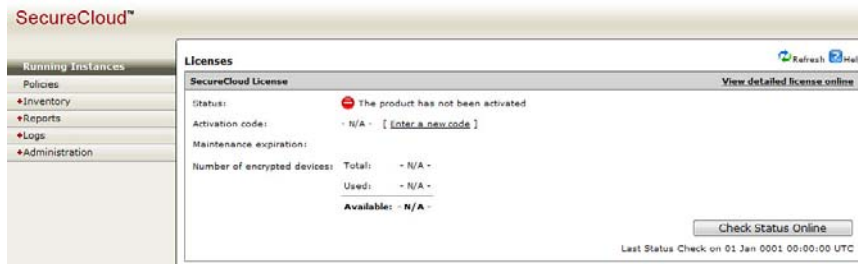 SecureCloud™
Running Instances
Policies
+Inventory
+Reports
+Logs
+Administration
Licenses
Refresh
Hel
SecureCloud License
View detailed license online
Status: The product has not been activated
Activation code: - N/A - [ Enter a new code ]
Maintenance expiration:
Number of encrypted devices: Total: - N/A -
Used: - N/A -
Available: - N/A -
Check Status Online
Last Status Check on 01 Jan 0001 00:00:00 UTC